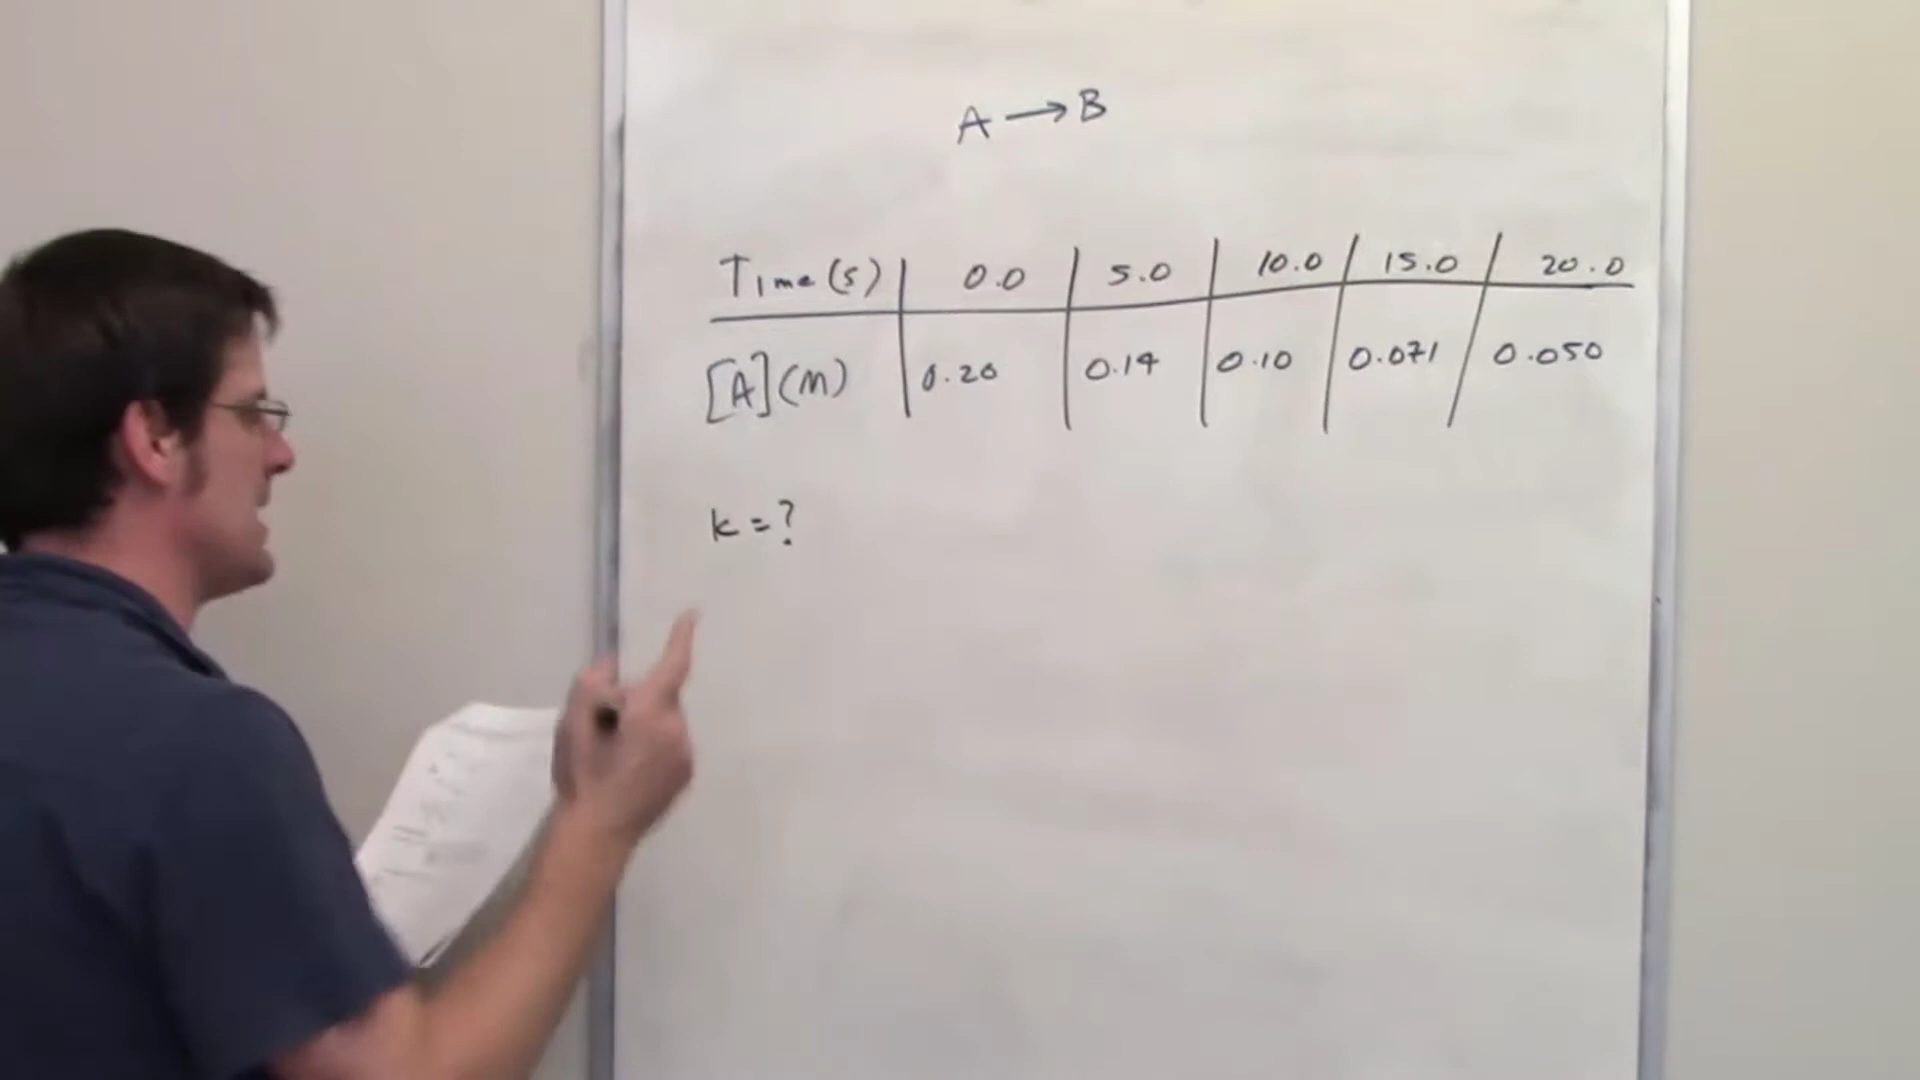 A → B
Time (s) | 0.0 | 5.0 | 10.0 | 15.0 | 20.0
[A] (M) | 0.20 | 0.14 | 0.10 | 0.071 | 0.050
k = ?